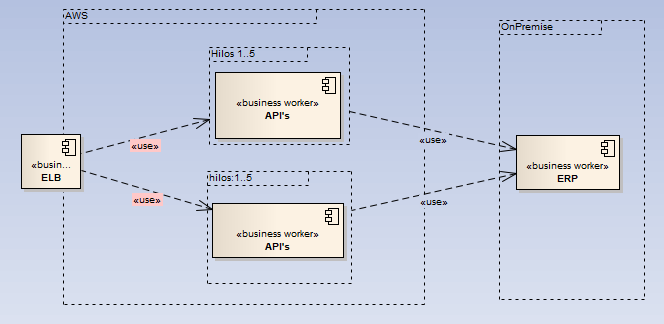 AWS
OnPremise
Hilos 1..5
«business worker»
API's
«use»
«use»
«busin...
ELB
«business worker»
ERP
hilos:1..5
«use»
«use»
«business worker»
API's